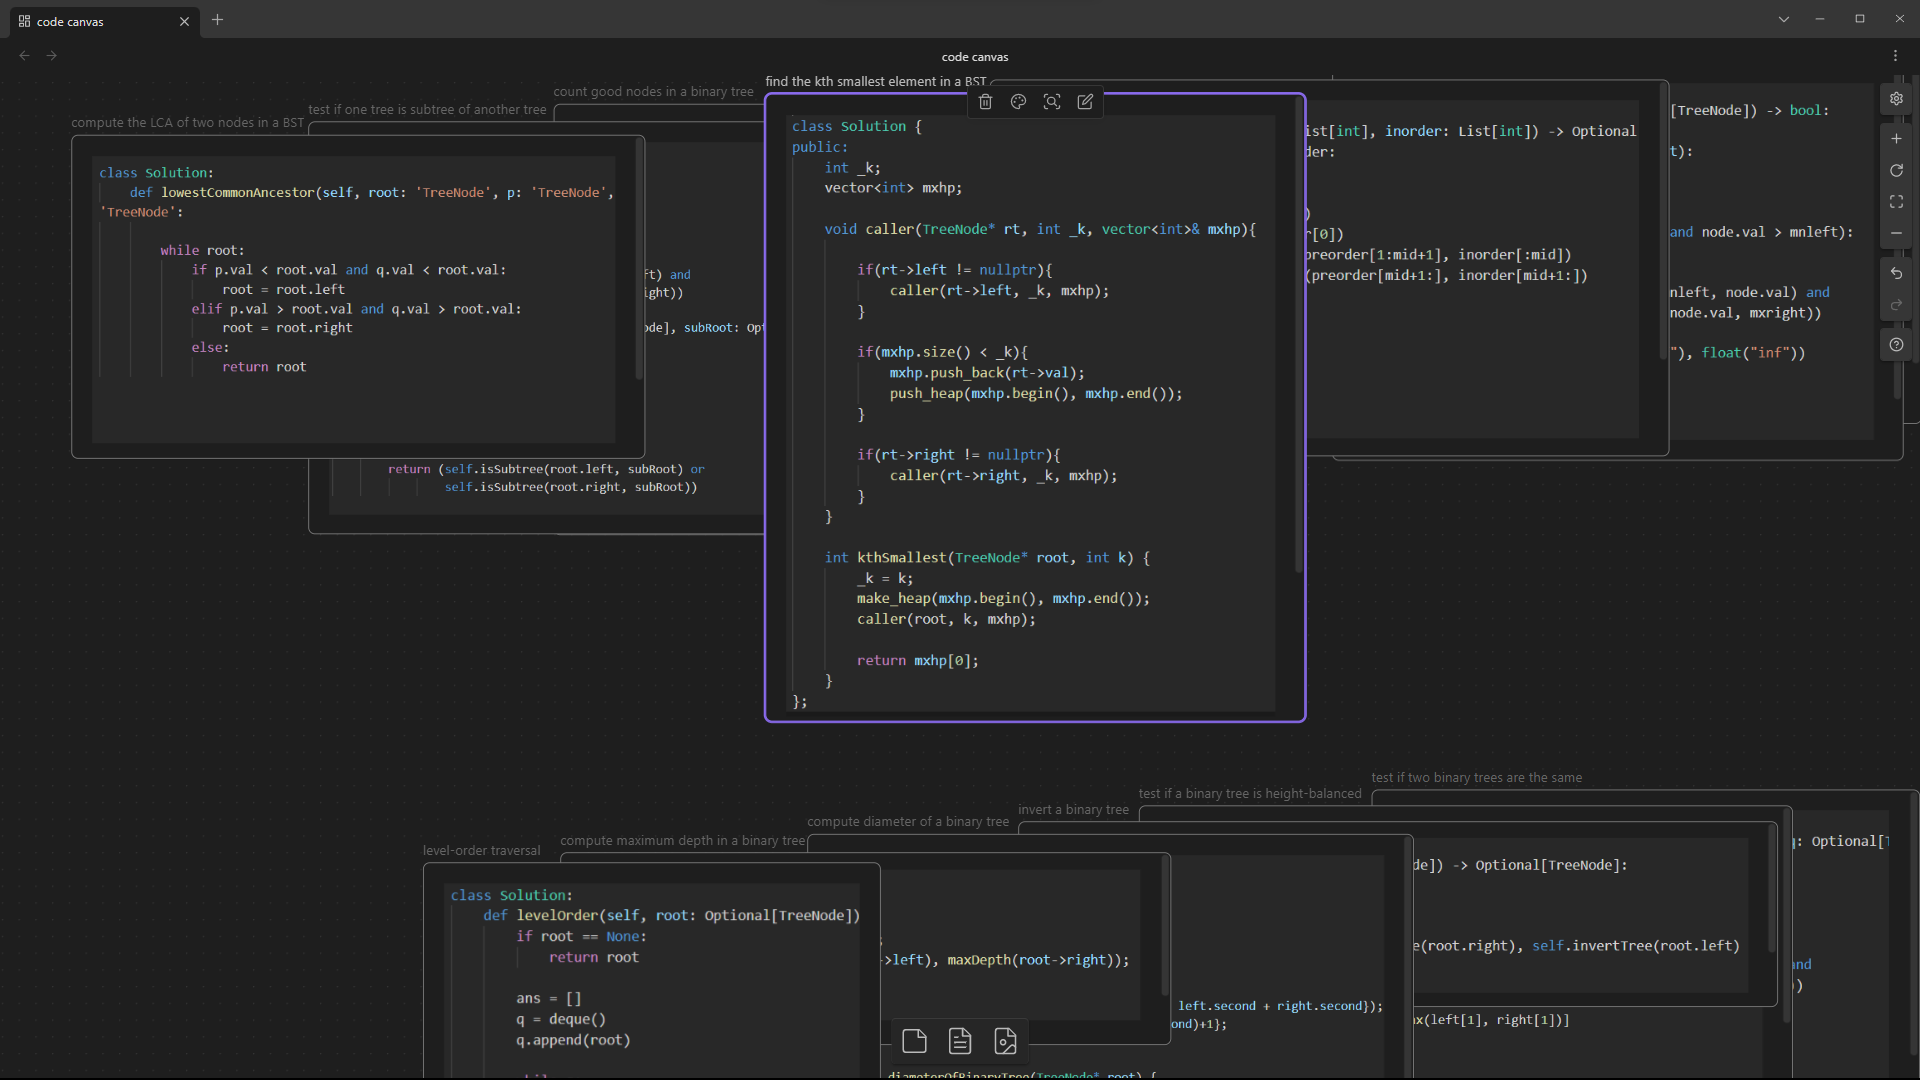 code canvas
code canvas
compute the LCA of two nodes in a BST
class Solution:
def lowestCommonAncestor(self, root: 'TreeNode', p: 'TreeNode',
'TreeNode':
while root:
if p.val < root.val and q.val < root.val:
root = root.left
elif p.val > root.val and q.val > root.val:
root = root.right
else:
return root
test if one tree is subtree of another tree
ft) and
ight))
ode], subRoot: Opt
return (self.isSubtree(root.left, subRoot) or
self.isSubtree(root.right, subRoot))
count good nodes in a binary tree
find the kth smallest element in a BST
class Solution {
public:
int _k;
vector<int> mxhp;
void caller(TreeNode* rt, int _k, vector<int>& mxhp){
if(rt->left != nullptr){
caller(rt->left, _k, mxhp);
}
if(mxhp.size() < _k){
mxhp.push_back(rt->val);
push_heap(mxhp.begin(), mxhp.end());
}
if(rt->right != nullptr){
caller(rt->right, _k, mxhp);
}
}
int kthSmallest(TreeNode* root, int k) {
_k = k;
make_heap(mxhp.begin(), mxhp.end());
caller(root, k, mxhp);
return mxhp[0];
}
};
ist[int], inorder: List[int]) -> Optional
der:
)
r[0])
preorder[1:mid+1], inorder[:mid])
(preorder[mid+1:], inorder[mid+1:])
[TreeNode]) -> bool:
t):
and node.val > mnleft):
nleft, node.val) and
node.val, mxright))
"), float("inf"))
level-order traversal
class Solution:
def levelOrder(self, root: Optional[TreeNode])
if root == None:
return root
ans = []
q = deque()
q.append(root)
compute maximum depth in a binary tree
;
->left), maxDepth(root->right));
compute diameter of a binary tree
left.second + right.second});
ond)+1};
diameterOfBinaryTree(TreeNode* root) {
invert a binary tree
de]) -> Optional[TreeNode]:
e(root.right), self.invertTree(root.left)
test if a binary tree is height-balanced
ax(left[1], right[1])]
test if two binary trees are the same
q: Optional[T
and
))